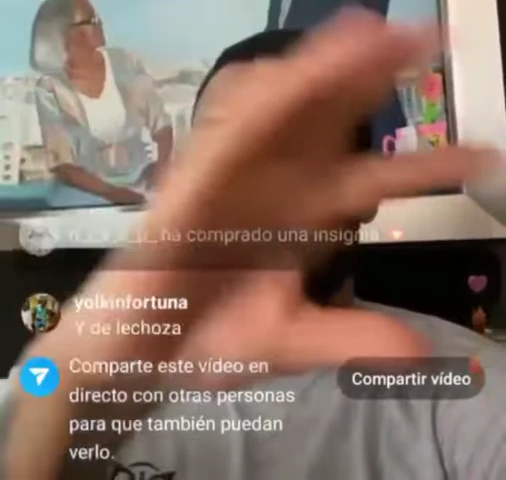 ha comprado una insignia
yolkinfortuna
Y de lechoza
Comparte este vídeo en
directo con otras personas
para que también puedan
verlo.
Compartir vídeo